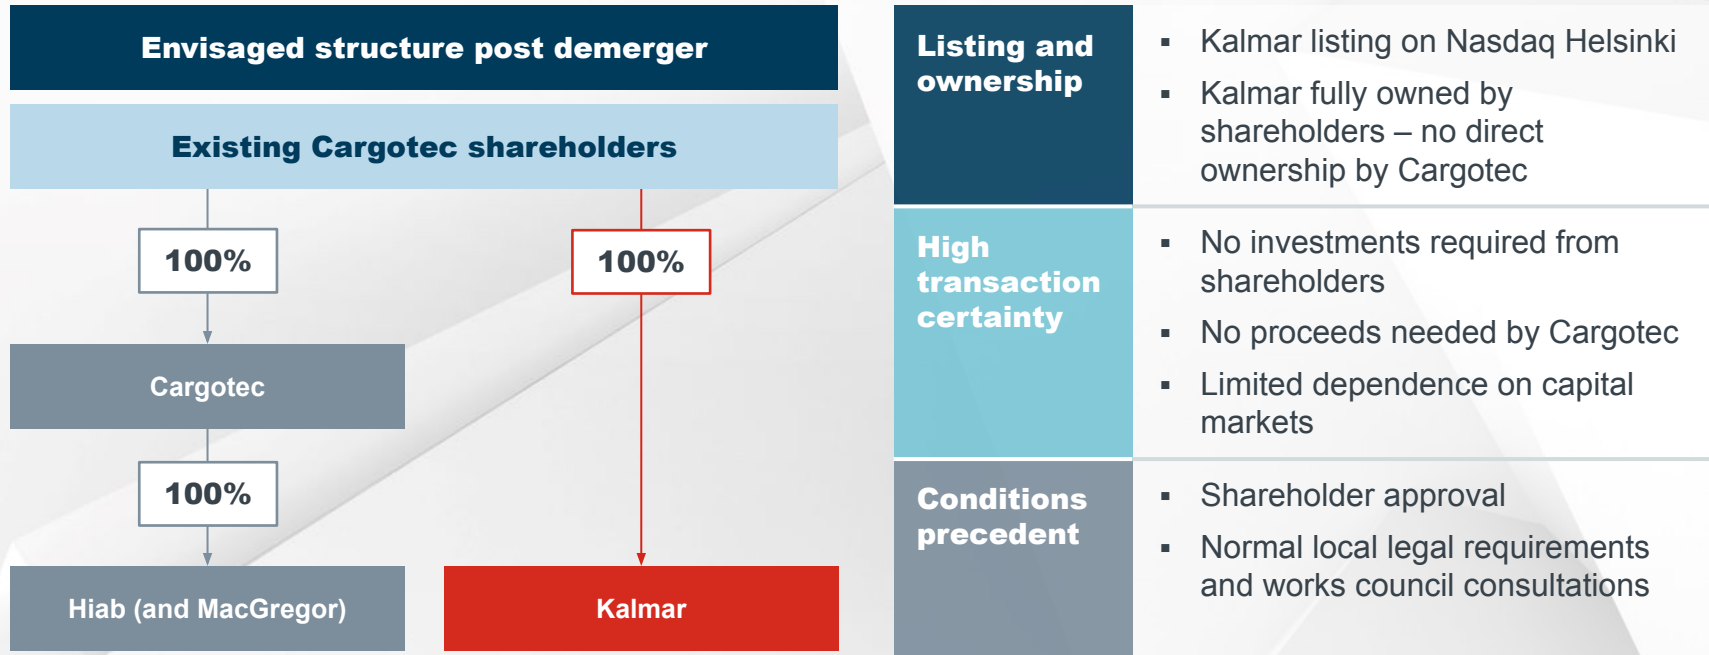 Envisaged structure post demerger
Existing Cargotec shareholders
100%
100%
Cargotec
100%
Hiab (and MacGregor)
Kalmar
Listing and
ownership
▪ Kalmar listing on Nasdaq Helsinki
▪ Kalmar fully owned by
shareholders – no direct
ownership by Cargotec
High
transaction
certainty
▪ No investments required from
shareholders
▪ No proceeds needed by Cargotec
▪ Limited dependence on capital
markets
Conditions
precedent
▪ Shareholder approval
▪ Normal local legal requirements
and works council consultations